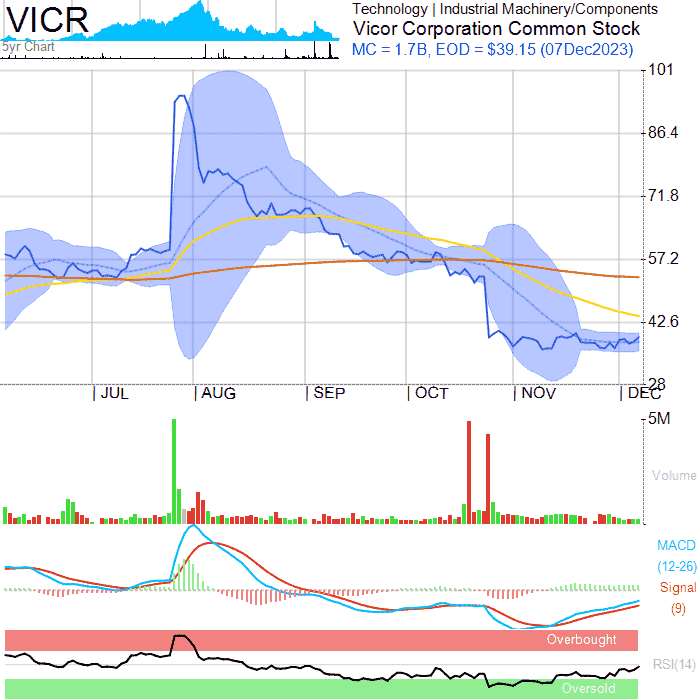 VICR
5yr Chart
Technology | Industrial Machinery/Components
Vicor Corporation Common Stock
MC = 1.7B, EOD = $39.15 (07Dec2023)
101
86.4
71.8
57.2
42.6
28
JUL
AUG
SEP
OCT
NOV
DEC
5M
Volume
MACD
(12-26)
Signal
(9)
Overbought
RSI(14)
Oversold